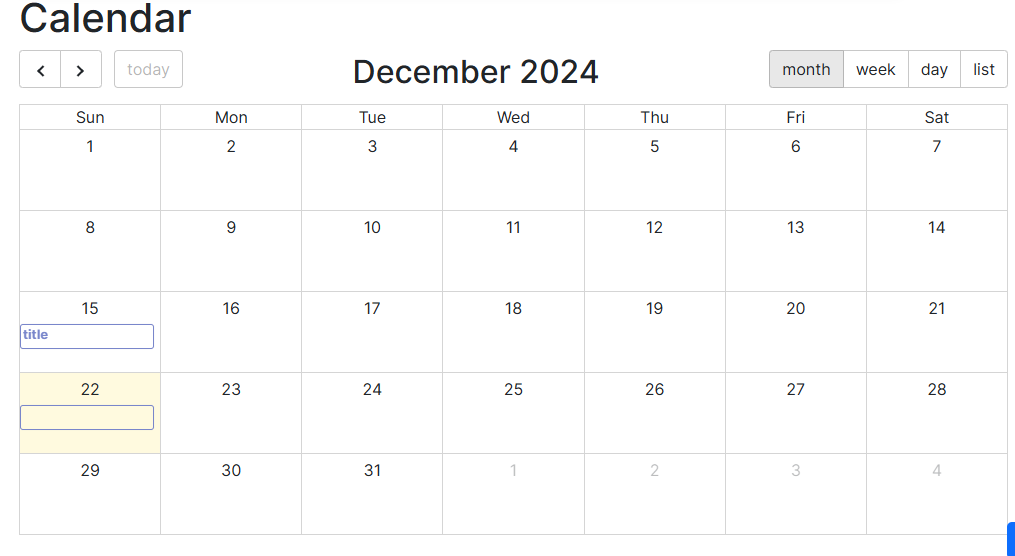 Calendar
today
December 2024
month week day list
Sun Mon Tue Wed Thu Fri Sat
1 2 3 4 5 6 7
8 9 10 11 12 13 14
15 16 17 18 19 20 21
title
22 23 24 25 26 27 28
29 30 31 1 2 3 4